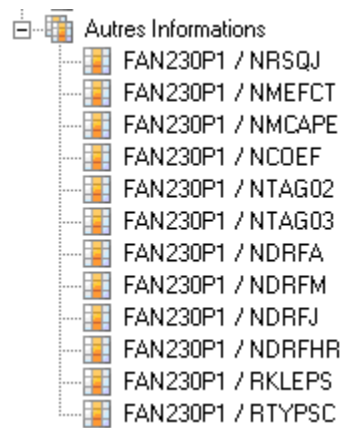 Autres Informations
FAN230P1 / NRSQJ
FAN230P1 / NMEFCT
FAN230P1 / NMCAPE
FAN230P1 / NCOEF
FAN230P1 / NTAG02
FAN230P1 / NTAG03
FAN230P1 / NDRFA
FAN230P1 / NDRFM
FAN230P1 / NDRFJ
FAN230P1 / NDRFHR
FAN230P1 / RKLEPS
FAN230P1 / RTYPSC